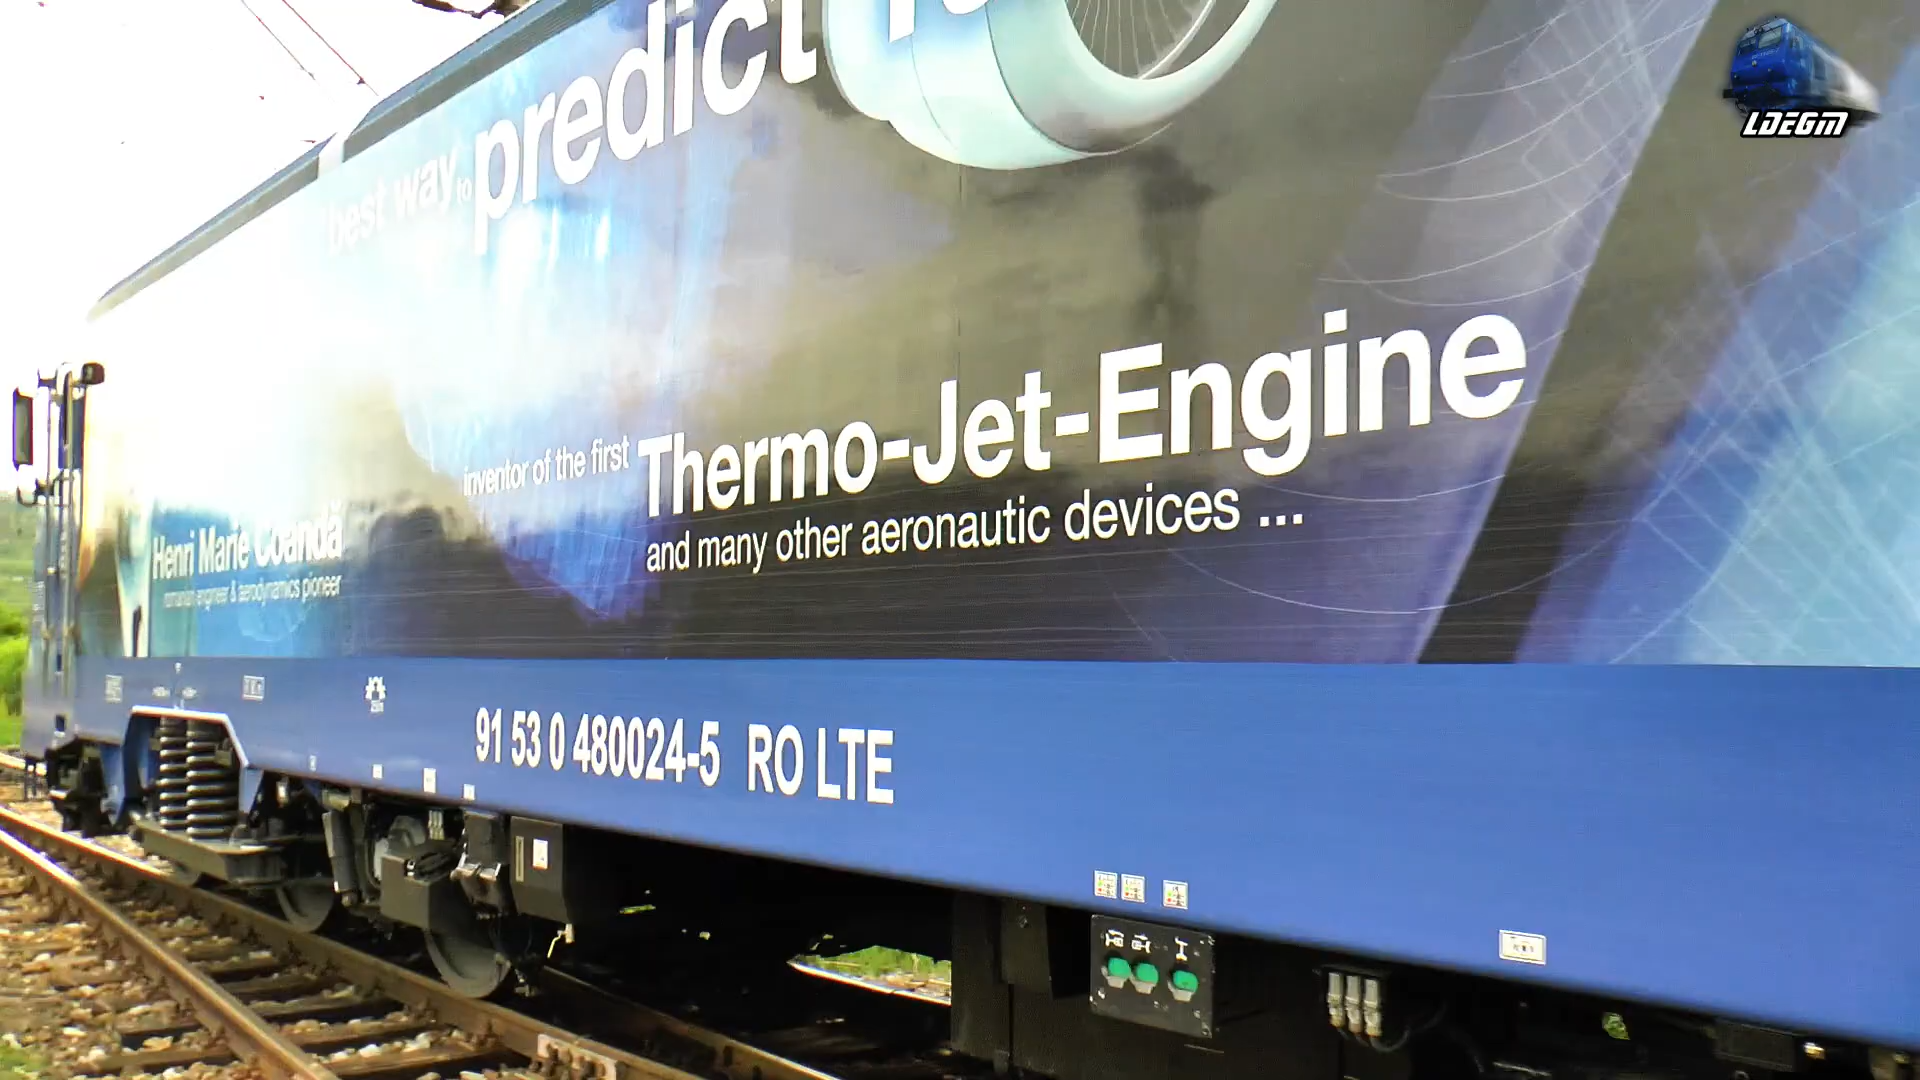 best way to predict
inventor of the first Thermo-Jet-Engine
and many other aeronautic devices ...
Henri Marie Coandă
romanian engineer & aerodynamics pioneer
91 53 0 480024-5 RO LTE
LDEGM